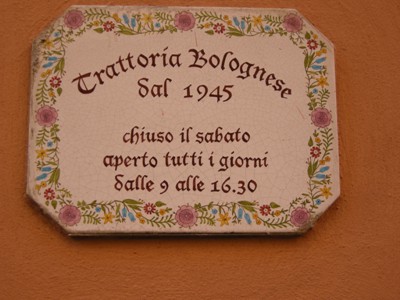 Trattoria Bolognese
dal 1945
chiuso il sabato
aperto tutti i giorni
dalle 9 alle 16.30